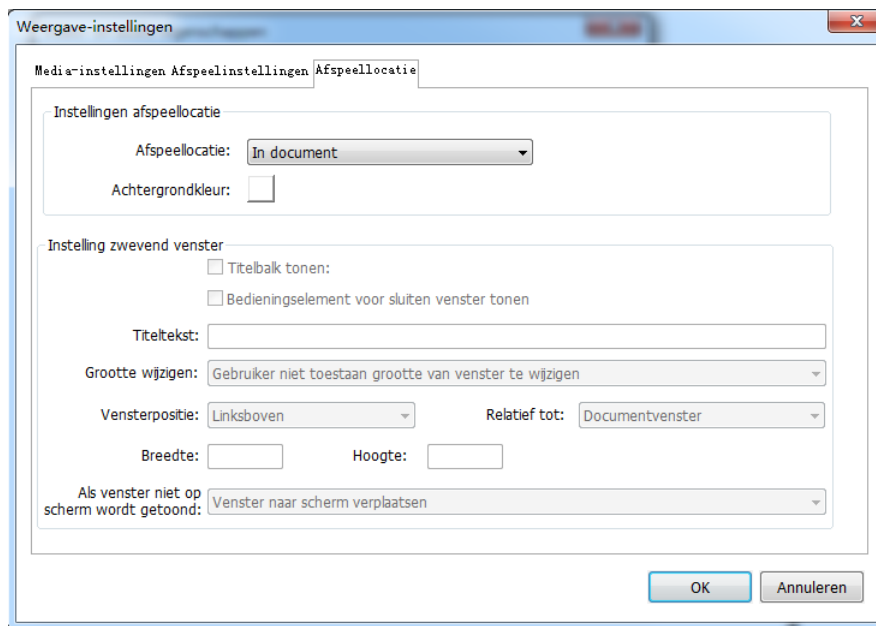 Weergave-instellingen
Media-instellingen Afspeelinstellingen Afspeellocatie
Instellingen afspeellocatie
Afspeellocatie: In document
Achtergrondkleur:
Instelling zwevend venster
Titelbalk tonen:
Bedieningselement voor sluiten venster tonen
Titeltekst:
Grootte wijzigen: Gebruiker niet toestaan grootte van venster te wijzigen
Vensterpositie: Linksboven Relatief tot: Documentvenster
Breedte: Hoogte:
Als venster niet op
scherm wordt getoond: Venster naar scherm verplaatsen
OK Annuleren